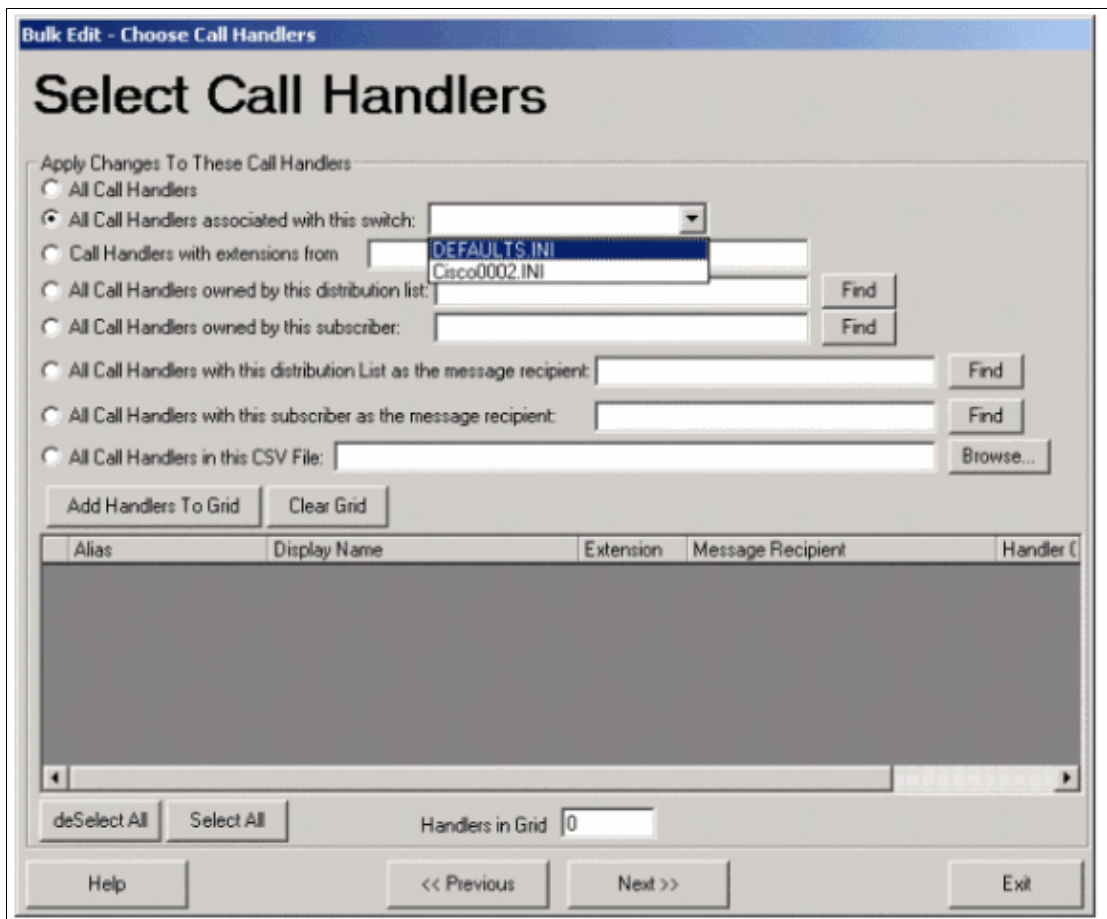 Bulk Edit - Choose Call Handlers
Select Call Handlers
Apply Changes To These Call Handlers
All Call Handlers
All Call Handlers associated with this switch:
DEFAULTS.INI
Cisco0002.INI
Call Handlers with extensions from
All Call Handlers owned by this distribution list: Find
All Call Handlers owned by this subscriber: Find
All Call Handlers with this distribution List as the message recipient: Find
All Call Handlers with this subscriber as the message recipient: Find
All Call Handlers in this CSV File: Browse...
Add Handlers To Grid Clear Grid
Alias Display Name Extension Message Recipient Handler
deSelect All Select All Handlers in Grid 0
Help << Previous Next >> Exit